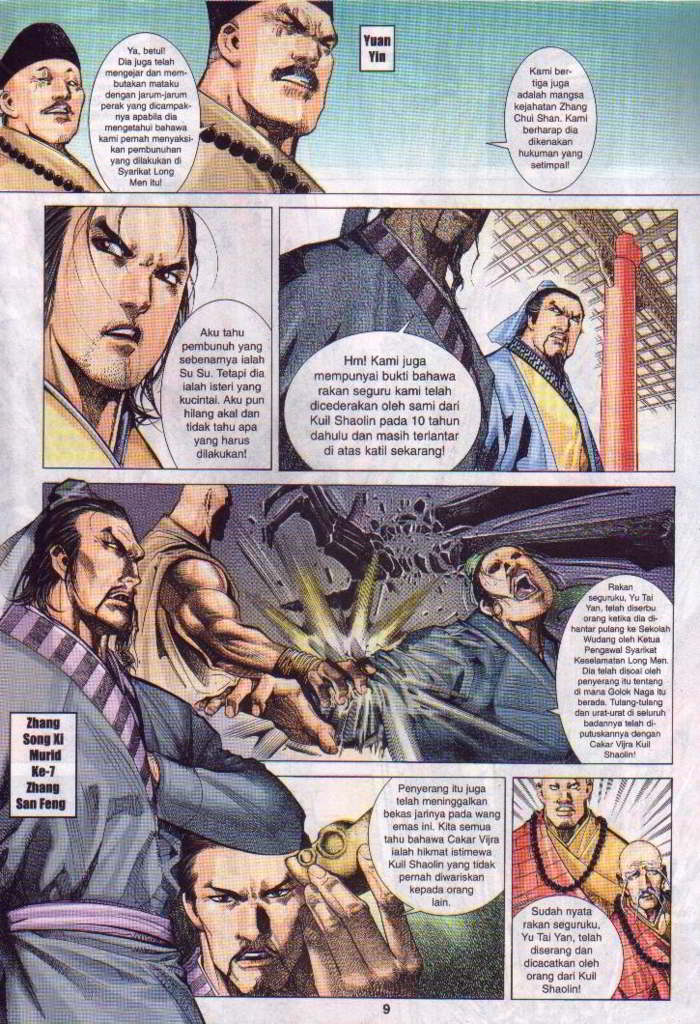 Ya, betul!
Dia juga telah
mengejar dan mem-
butakan mataku
dengan jarum-jarum
perak yang dicampak-
nya apabila dia
mengetahui bahawa
kami pernah menyaksi-
kan pembunuhan
yang dilakukan di
Syarikat Long
Men itu!
Yuan
Yin
Kami ber-
tiga juga
adalah mangsa
kejahatan Zhang
Chui Shan. Kami
berharap dia
dikenakan
hukuman yang
setimpal!
Aku tahu
pembunuh yang
sebenarnya ialah
Su Su. Tetapi dia
ialah isteri yang
kucintai. Aku pun
hilang akal dan
tidak tahu apa
yang harus
dilakukan!
Hm! Kami juga
mempunyai bukti bahawa
rakan seguru kami telah
dicederakan oleh sami dari
Kuil Shaolin pada 10 tahun
dahulu dan masih terlantar
di atas katil sekarang!
Rakan
seguruku, Yu Tai
Yan, telah diserbu
orang ketika dia di-
hantar pulang ke Sekolah
Wudang oleh Ketua
Pengawal Syarikat
Keselamatan Long Men.
Dia telah disoal oleh
penyerang itu tentang
di mana Golok Naga itu
berada. Tulang-tulang
dan urat-urat di seluruh
badannya telah di-
putuskannya dengan
Cakar Vijra Kuil
Shaolin!
Zhang
Song Xi
Murid
Ke-7
Zhang
San Feng
Penyerang itu juga
telah meninggalkan
bekas jarinya pada wang
emas ini. Kita semua
tahu bahawa Cakar Vijra
ialah hikmat istimewa
Kuil Shaolin yang tidak
pernah diwariskan
kepada orang
lain.
Sudah nyata
rakan seguruku,
Yu Tai Yan, telah
diserang dan
dicacatkan oleh
orang dari Kuil
Shaolin!
9